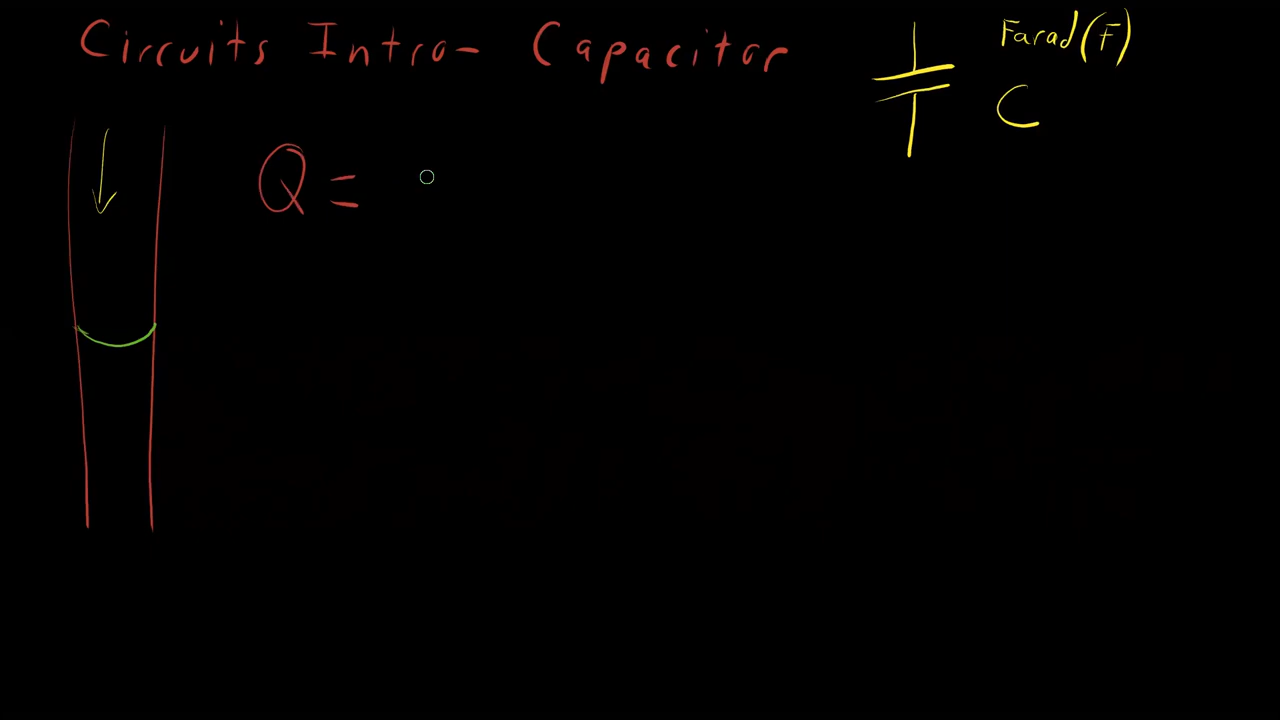 Circuits Intro- Capacitor
Farad(F)
C
Q =